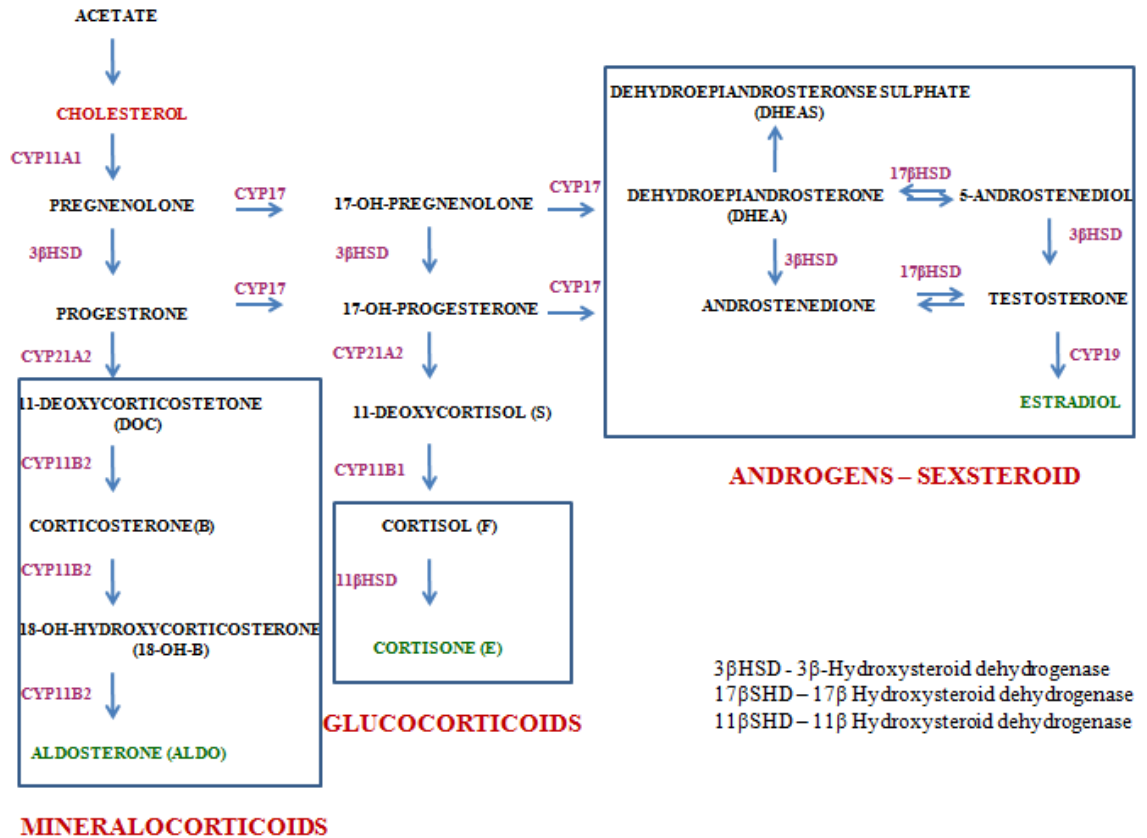 ACETATE
CHOLESTEROL
CYP11A1
PREGNENOLONE
CYP17
17-OH-PREGNENOLONE
CYP17
3βHSD
3βHSD
PROGESTRONE
CYP17
17-OH-PROGESTERONE
CYP17
CYP21A2
CYP21A2
11-DEOXYCORTICOSTETONE
(DOC)
CYP11B2
CORTICOSTERONE(B)
CYP11B2
18-OH-HYDROXYCORTICOSTERONE
(18-OH-B)
CYP11B2
ALDOSTERONE (ALDO)
MINERALOCORTICOIDS
11-DEOXYCORTISOL (S)
CYP11B1
CORTISOL (F)
11βHSD
CORTISONE (E)
GLUCOCORTICOIDS
DEHYDROEPIANDROSTERONSE SULPHATE
(DHEAS)
17βHSD
DEHYDROEPIANDROSTERONE
(DHEA)
5-ANDROSTENEDIOL
3βHSD
3βHSD
17βHSD
ANDROSTENEDIONE
TESTOSTERONE
CYP19
ESTRADIOL
ANDROGENS – SEXSTEROID
3βHSD - 3β-Hydroxysteroid dehydrogenase
17βSHD – 17β Hydroxysteroid dehydrogenase
11βSHD – 11β Hydroxysteroid dehydrogenase